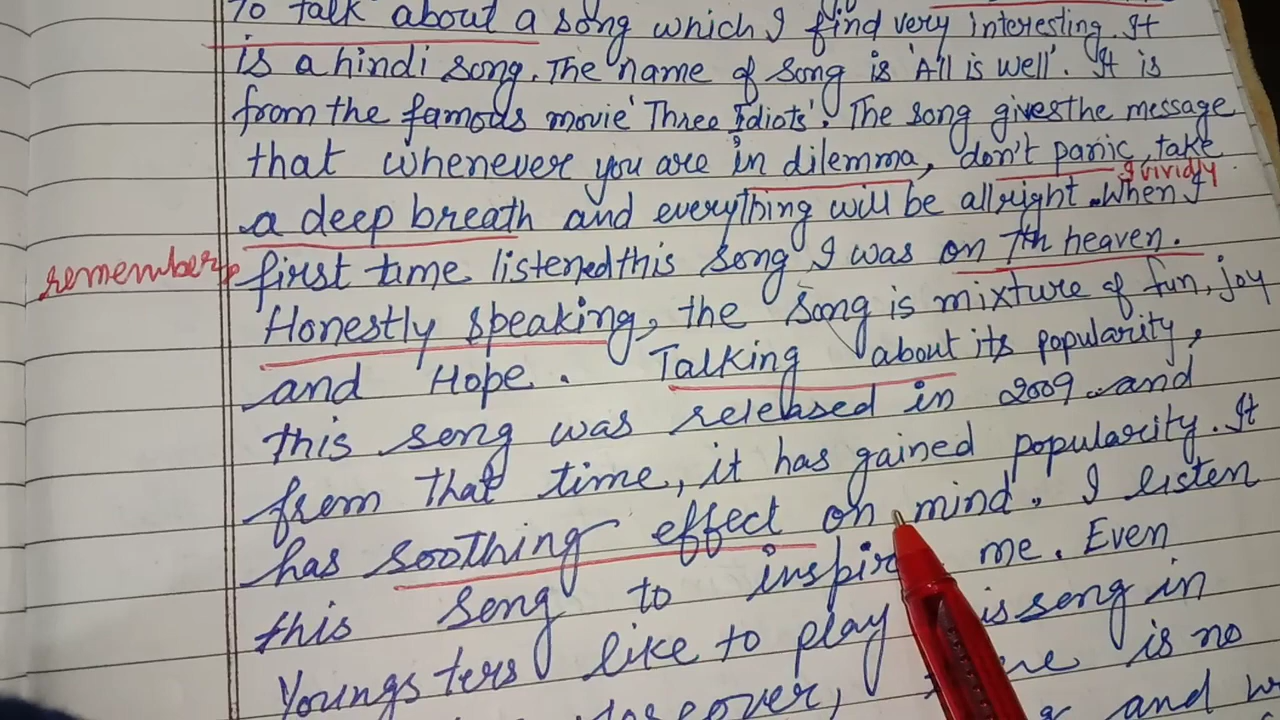 To talk about a song which I find very interesting. It
is a hindi song. The name of song is 'All is well'. It is
from the famous movie 'Three Idiots'. The song gives the message
that whenever you are in dilemma, don't panic, take
I vividly
a deep breath and everything will be allright. When I
remember first time listened this song I was on 7th heaven.
Honestly speaking, the song is mixture of fun, joy
and Hope. Talking about its popularity,
this song was released in 2009 and
from that time, it has gained popularity. It
has soothing effect on mind. I listen
this song to inspire me. Even
Youngsters like to play song in
is no
and